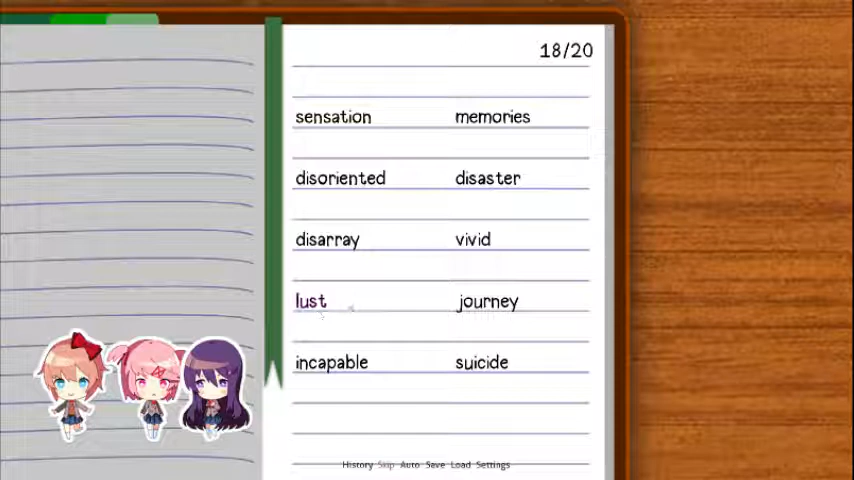 18/20
sensation memories
disoriented disaster
disarray vivid
lust journey
incapable suicide
History Skip Auto Save Load Settings